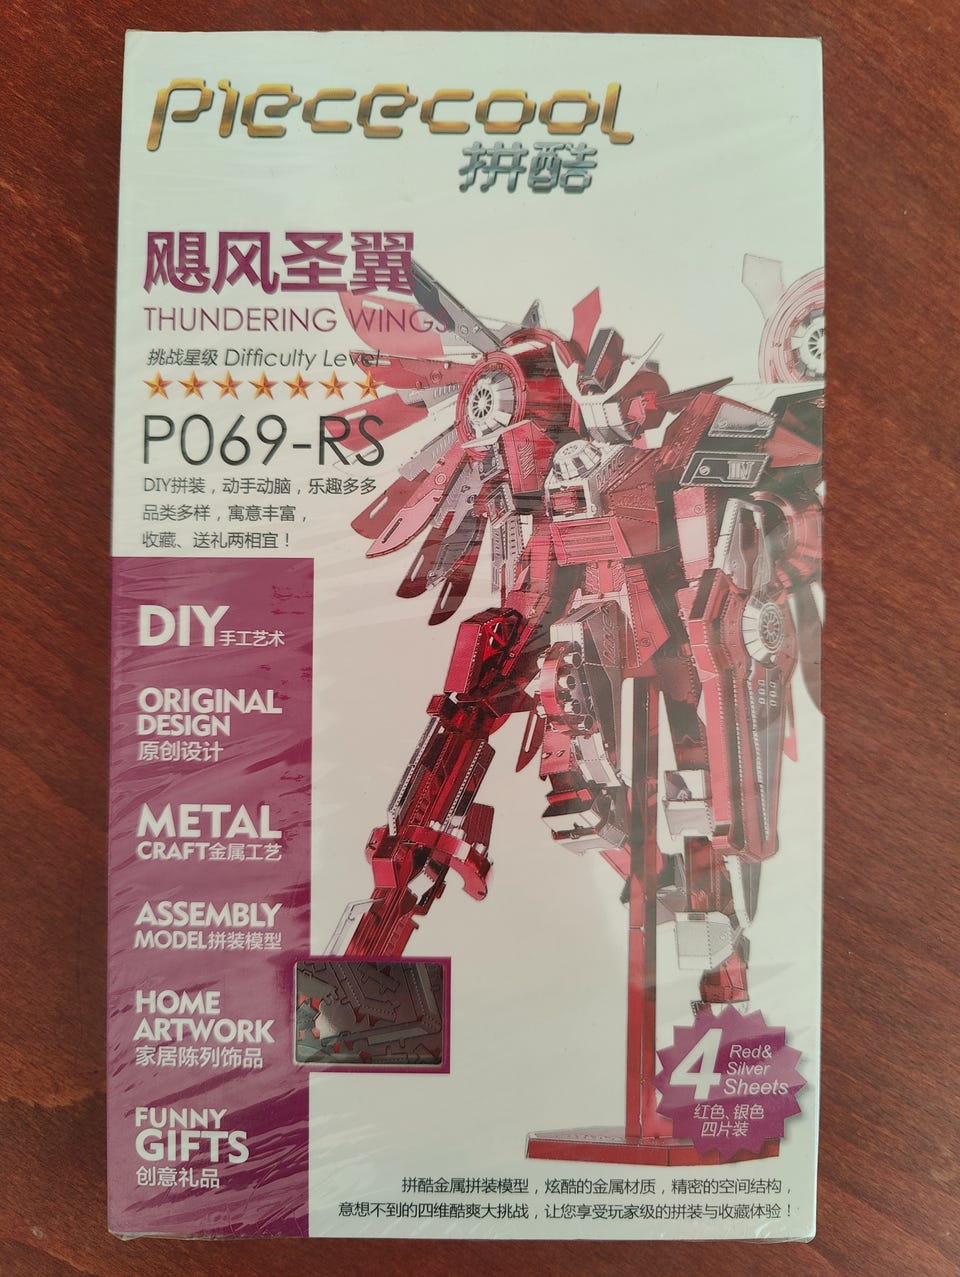 Piececool
拼酷
飓风圣翼
THUNDERING WINGS
挑战星级 Difficulty Level
P069-RS
DIY拼装，动手动脑，乐趣多多
品类多样，寓意丰富，
收藏、送礼两相宜！
DIY手工艺术
ORIGINAL
DESIGN
原创设计
METAL
CRAFT金属工艺
ASSEMBLY
MODEL拼装模型
HOME
ARTWORK
家居陈列饰品
FUNNY
GIFTS
创意礼品
4 Red&
Silver
Sheets
红色、银色
四片装
拼酷金属拼装模型，炫酷的金属材质，精密的空间结构，
意想不到的四维酷爽大挑战，让您享受玩家级的拼装与收藏体验！